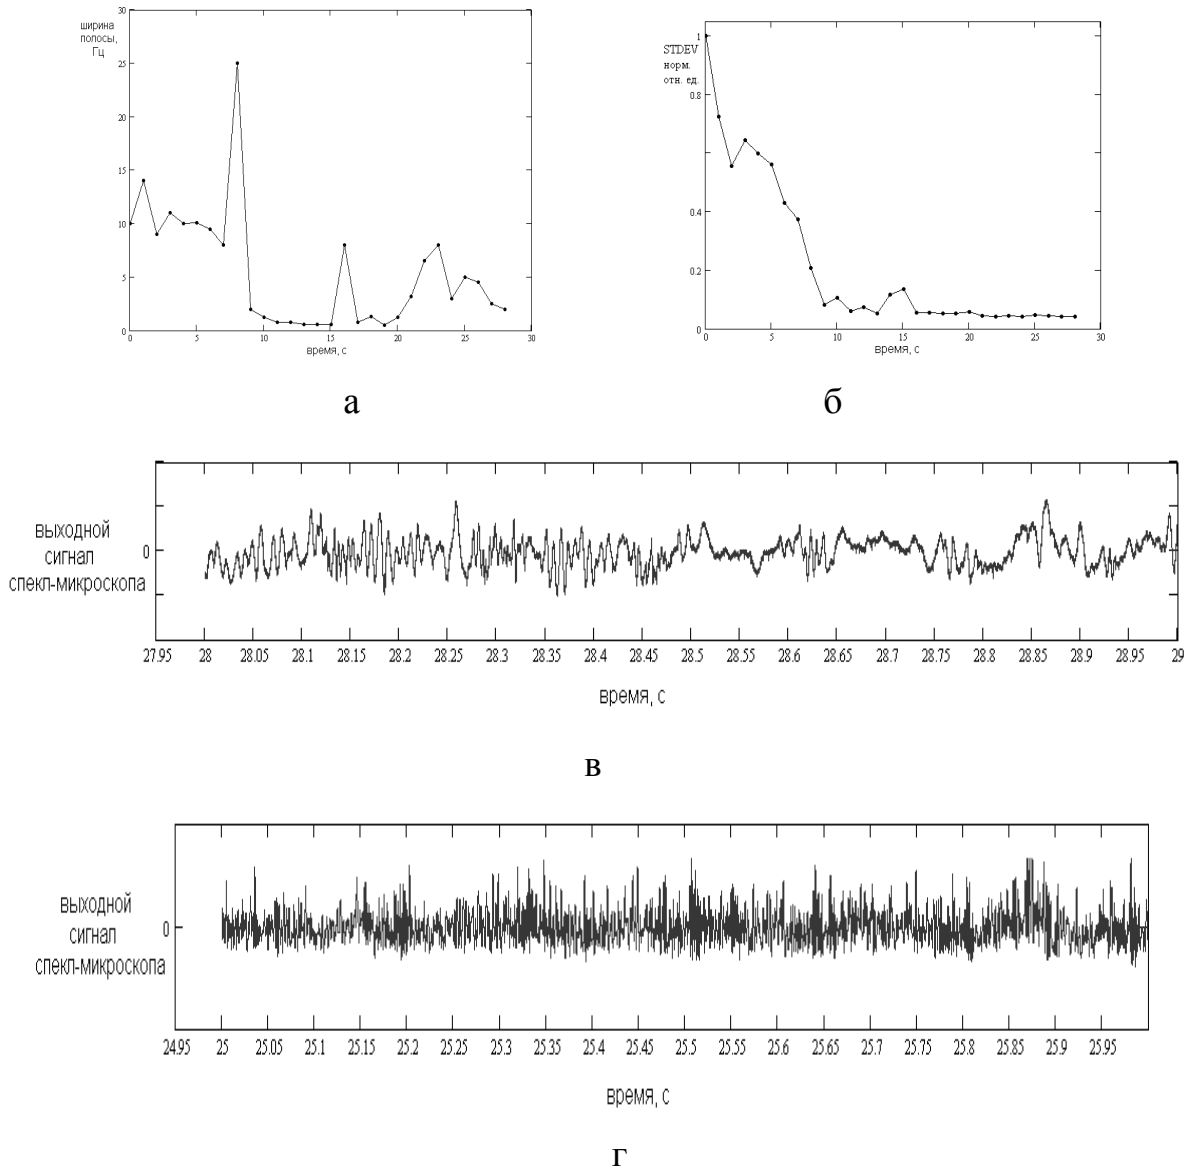 ширина
полосы,
Гц
30
25
20
15
10
5
0
0 5 10 15 20 25 30
время, с
а
STDEV
норм.
отн. ед.
1
0.8
0.4
0.2
0
0 5 10 15 20 25 30
время, с
б
выходной
сигнал
спекл-микроскопа
0
27.95 28 28.05 28.1 28.15 28.2 28.25 28.3 28.35 28.4 28.45 28.5 28.55 28.6 28.65 28.7 28.75 28.8 28.85 28.9 28.95 29
время, с
в
выходной
сигнал
спекл-микроскопа
0
24.95 25 25.05 25.1 25.15 25.2 25.25 25.3 25.35 25.4 25.45 25.5 25.55 25.6 25.65 25.7 25.75 25.8 25.85 25.9 25.95
время, с
г